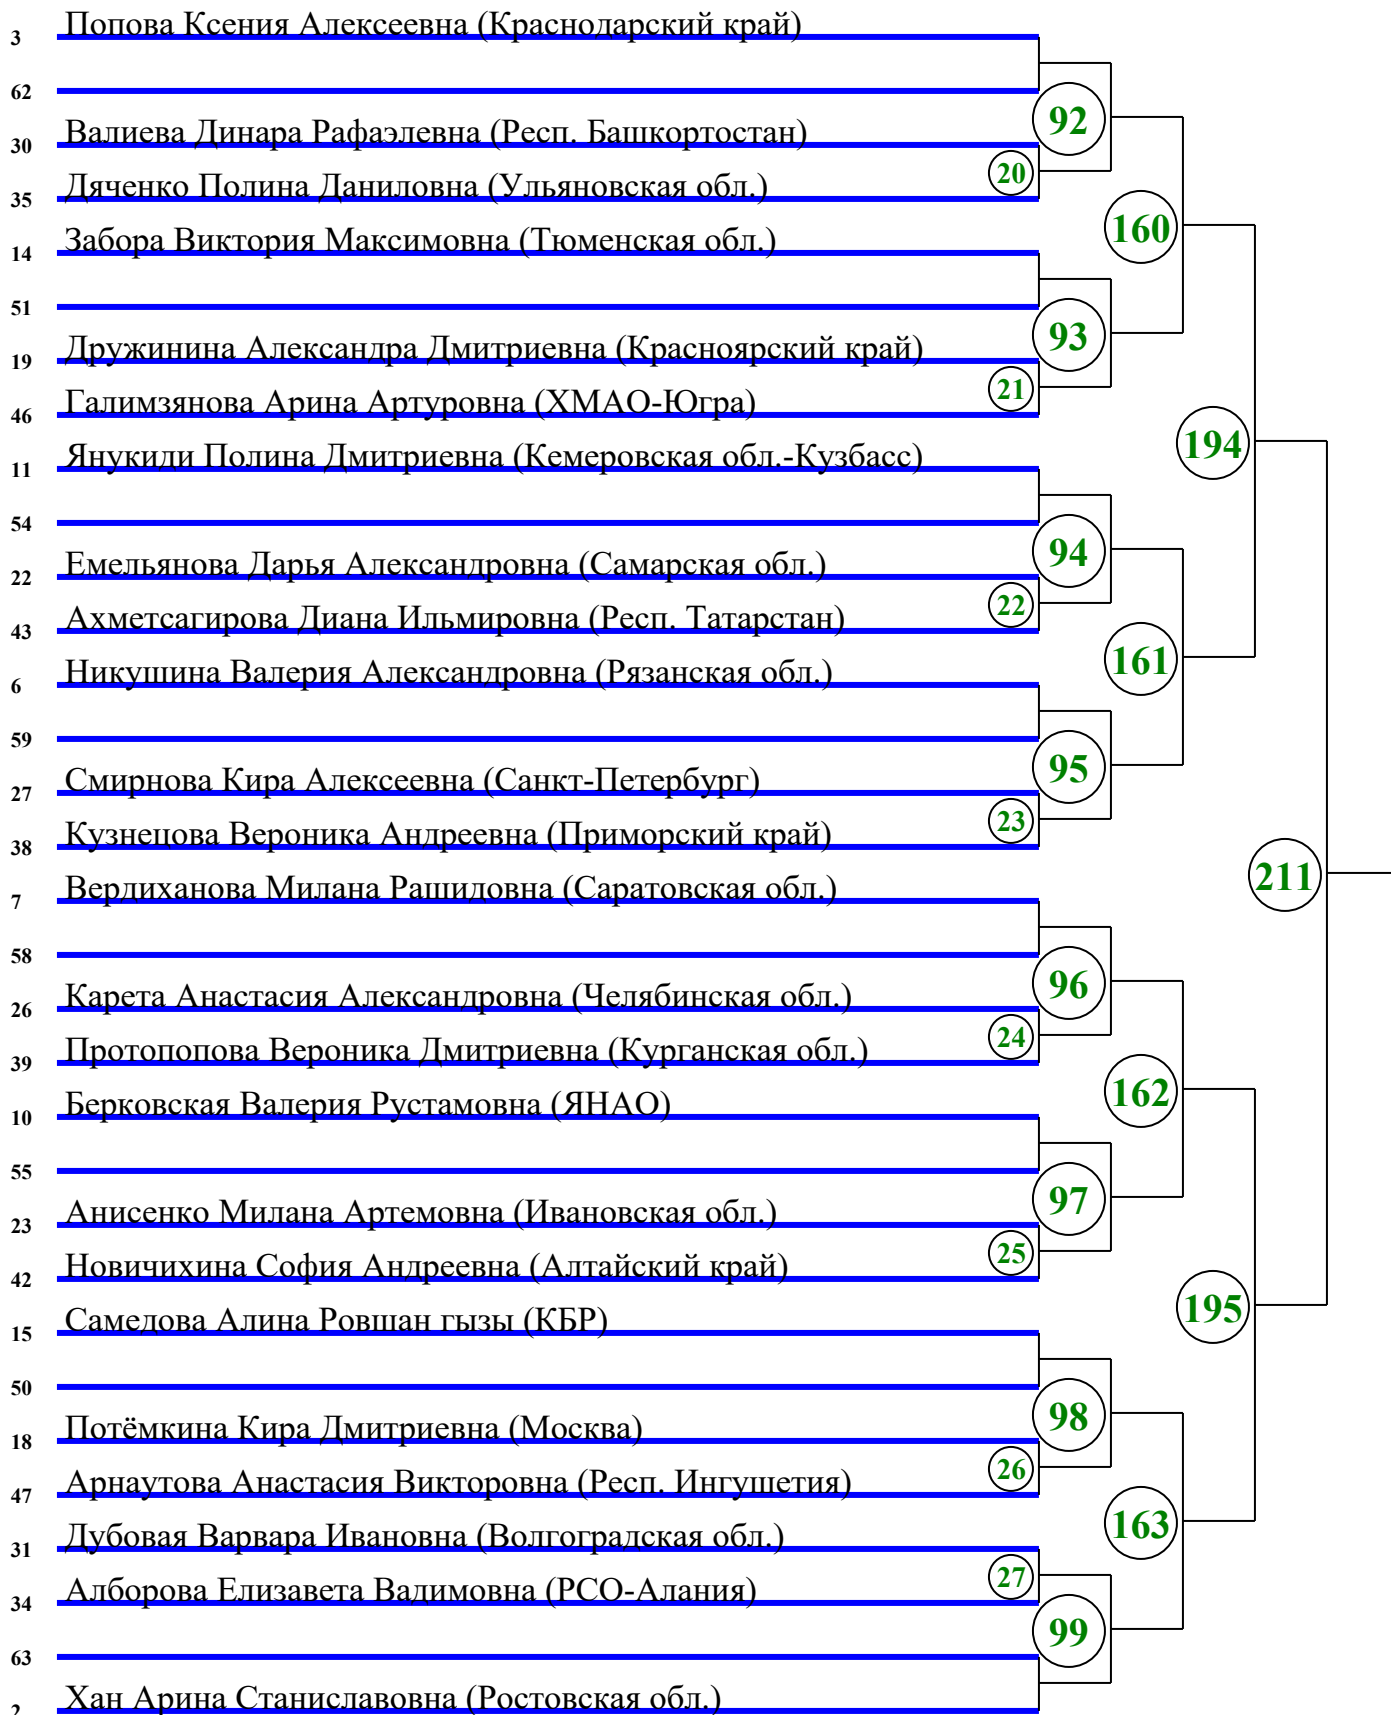 3 Попова Ксения Алексеевна (Краснодарский край)
62
92
30 Валиева Динара Рафаэлевна (Респ. Башкортостан)
20
35 Дяченко Полина Даниловна (Ульяновская обл.)
160
14 Забора Виктория Максимовна (Тюменская обл.)
51
93
19 Дружинина Александра Дмитриевна (Красноярский край)
21
46 Галимзянова Арина Артуровна (ХМАО-Югра)
194
11 Янукиди Полина Дмитриевна (Кемеровская обл.-Кузбасс)
54
94
22 Емельянова Дарья Александровна (Самарская обл.)
22
43 Ахметсагирова Диана Ильмировна (Респ. Татарстан)
161
6 Никушина Валерия Александровна (Рязанская обл.)
59
95
27 Смирнова Кира Алексеевна (Санкт-Петербург)
23
38 Кузнецова Вероника Андреевна (Приморский край)
211
7 Вердиханова Милана Рашидовна (Саратовская обл.)
58
96
26 Карета Анастасия Александровна (Челябинская обл.)
24
39 Протопопова Вероника Дмитриевна (Курганская обл.)
162
10 Берковская Валерия Рустамовна (ЯНАО)
55
97
23 Анисенко Милана Артемовна (Ивановская обл.)
25
42 Новичихина София Андреевна (Алтайский край)
195
15 Самедова Алина Ровшан гызы (КБР)
50
98
18 Потёмкина Кира Дмитриевна (Москва)
26
47 Арнаутова Анастасия Викторовна (Респ. Ингушетия)
163
31 Дубовая Варвара Ивановна (Волгоградская обл.)
27
34 Алборова Елизавета Вадимовна (РСО-Алания)
99
63
2 Хан Арина Станиславовна (Ростовская обл.)